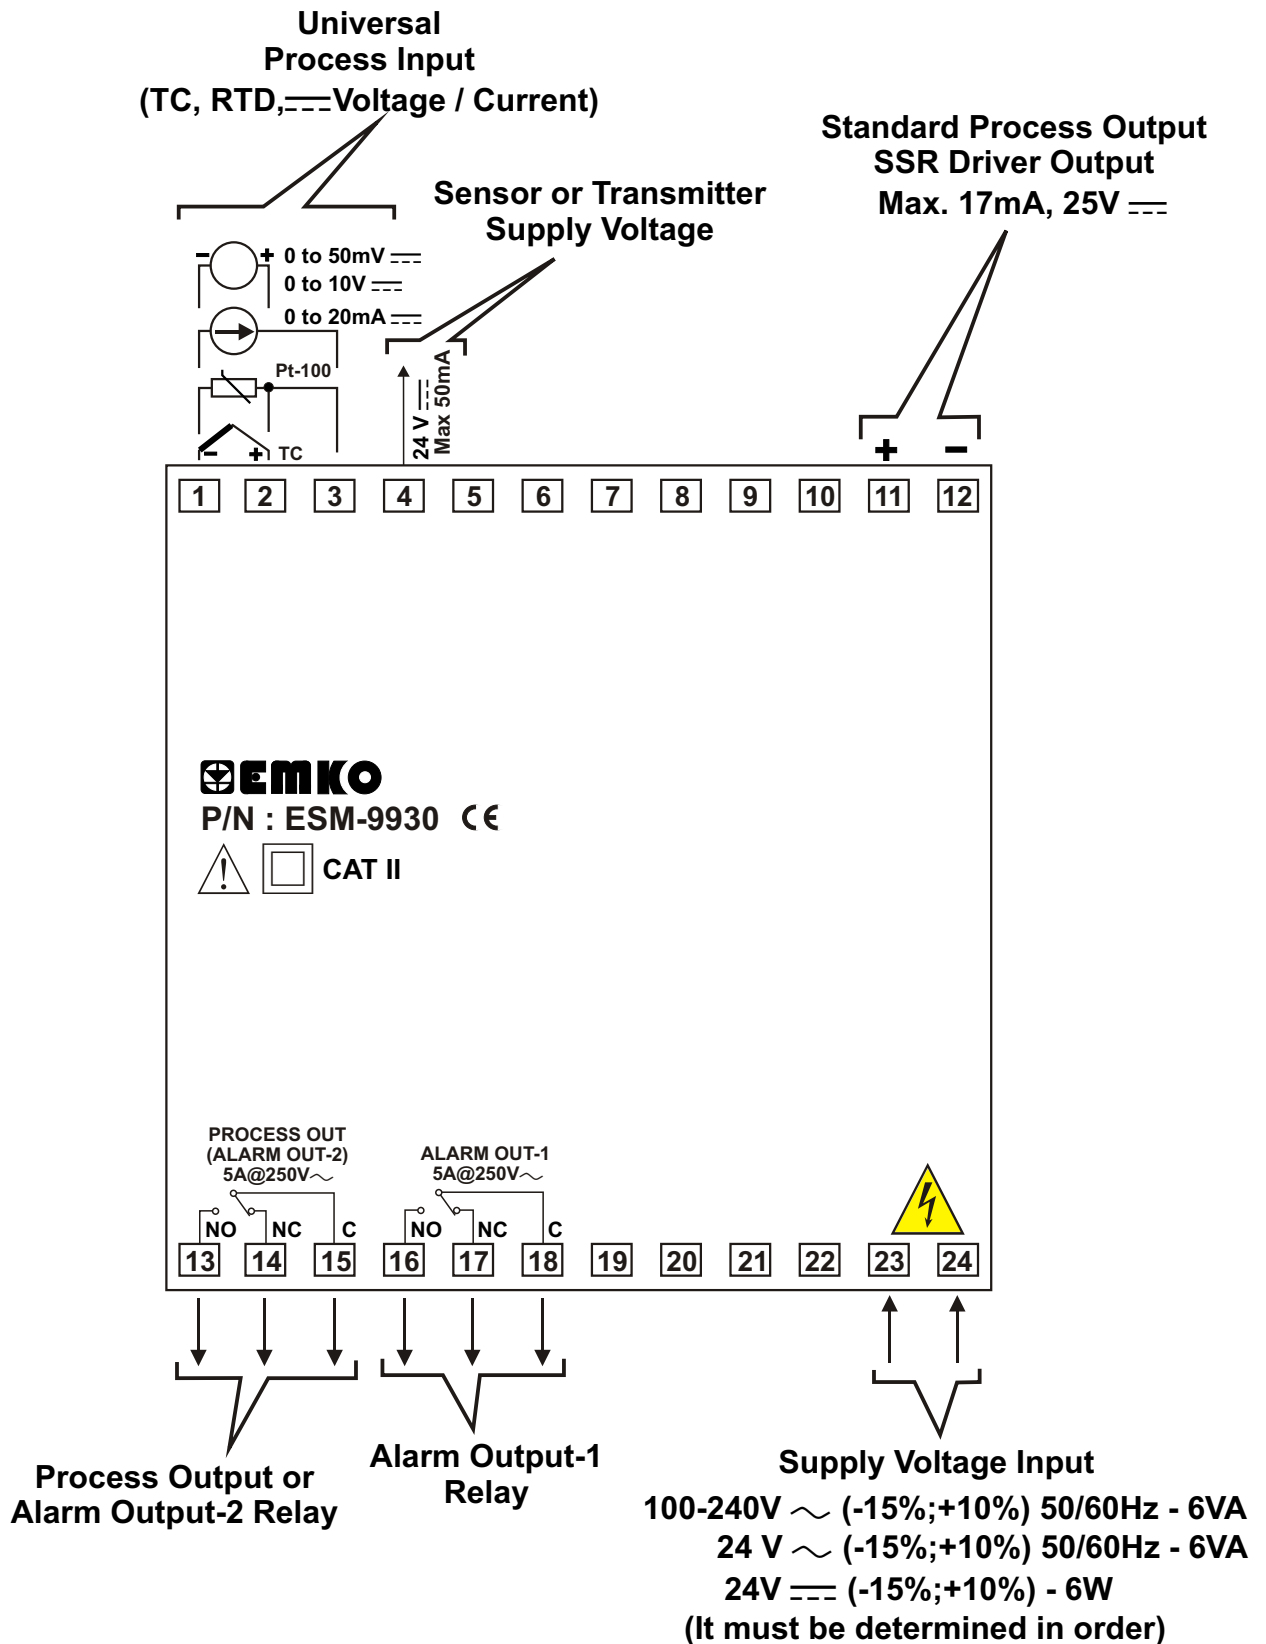 Universal
Process Input
(TC, RTD, Voltage / Current)
Standard Process Output
SSR Driver Output
Max. 17mA, 25V
Sensor or Transmitter
Supply Voltage
- + 0 to 50mV
0 to 10V
0 to 20mA
Pt-100
- + TC
24 V
Max 50mA
+ -
1 2 3 4 5 6 7 8 9 10 11 12
EMKO
P/N : ESM-9930 CE
CAT II
PROCESS OUT
(ALARM OUT-2)
5A@250V~
ALARM OUT-1
5A@250V~
NO NC C NO NC C
13 14 15 16 17 18 19 20 21 22 23 24
Process Output or
Alarm Output-2 Relay
Alarm Output-1
Relay
Supply Voltage Input
100-240V ~ (-15%;+10%) 50/60Hz - 6VA
24 V ~ (-15%;+10%) 50/60Hz - 6VA
24V (-15%;+10%) - 6W
(It must be determined in order)